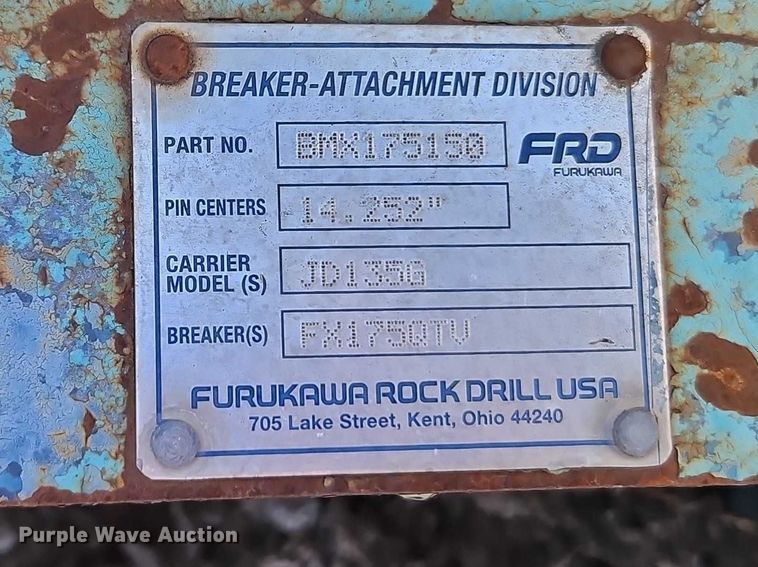 BREAKER-ATTACHMENT DIVISION
PART NO. BMX175150 FRD
FURUKAWA
PIN CENTERS 14.252"
CARRIER
MODEL (S) JD135G
BREAKER(S) FX175QTV
FURUKAWA ROCK DRILL USA
705 Lake Street, Kent, Ohio 44240
Purple Wave Auction